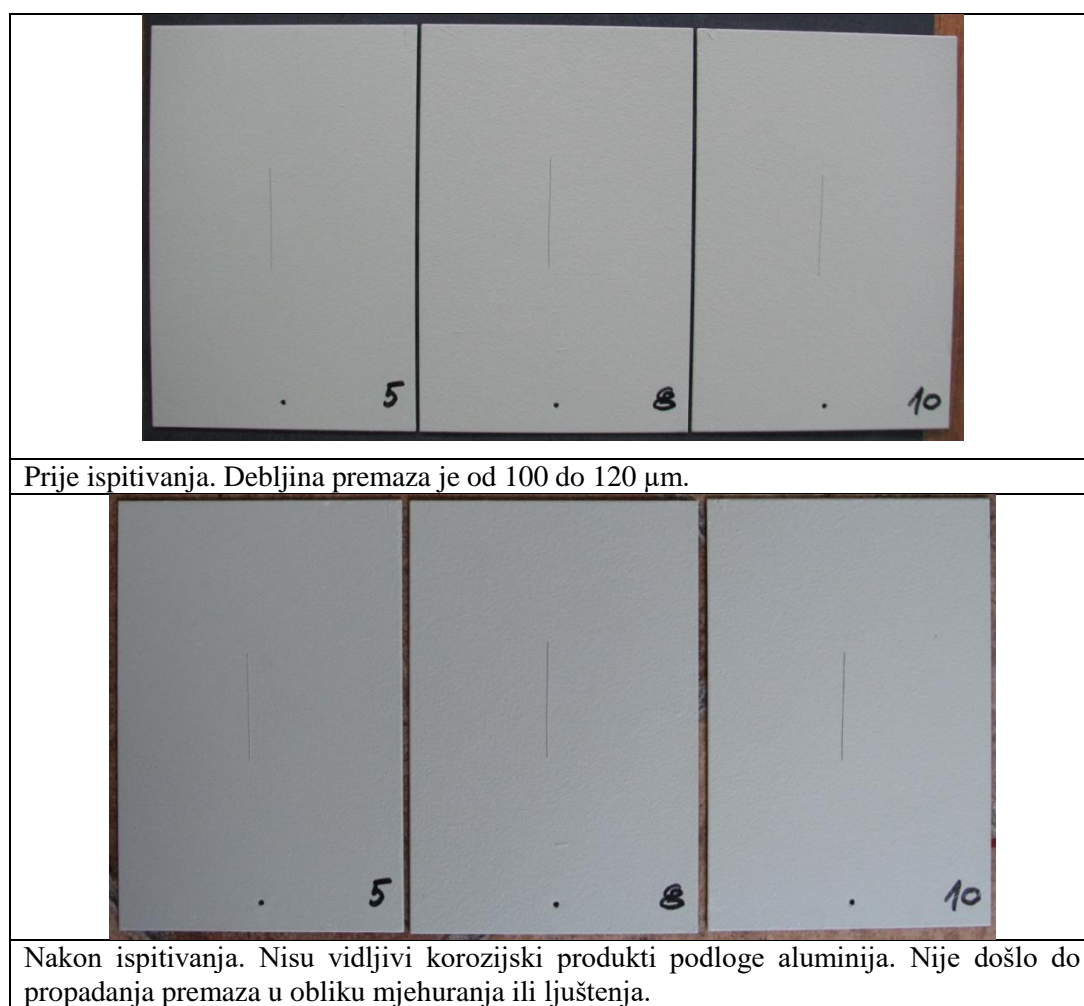 5 8 10
Prije ispitivanja. Debljina premaza je od 100 do 120 µm.
5 8 10
Nakon ispitivanja. Nisu vidljivi korozijski produkti podloge aluminija. Nije došlo do
propadanja premaza u obliku mjehuranja ili ljuštenja.